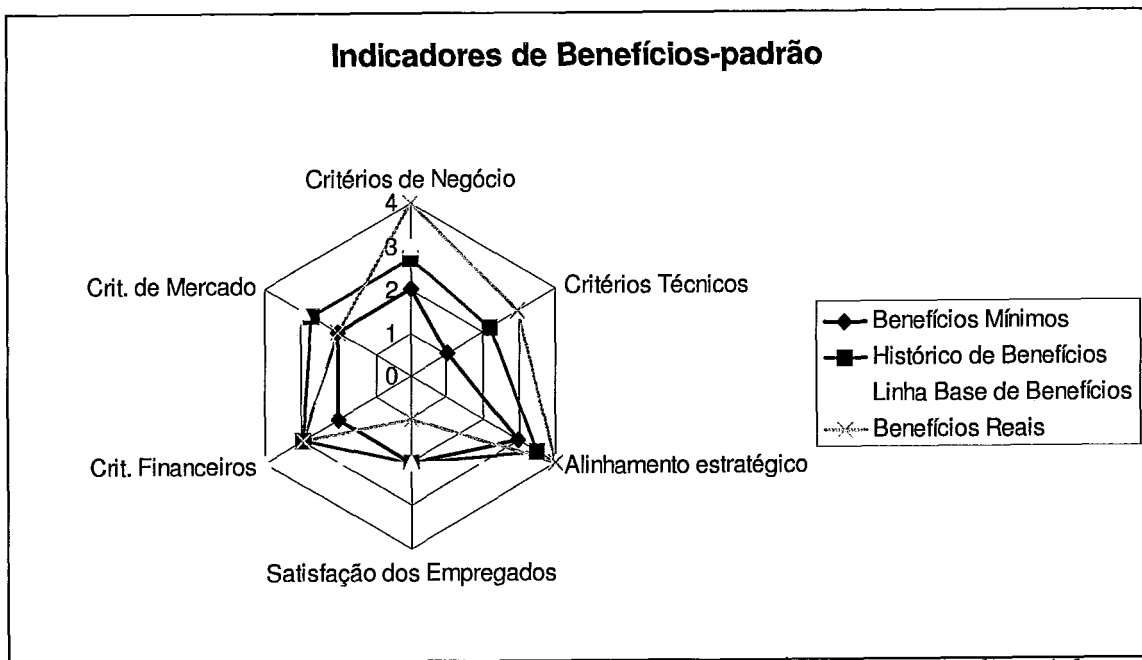 Indicadores de Benefícios-padrão
Critérios de Negócio
4
3
2
1
0
Crit. de Mercado
Critérios Técnicos
Crit. Financeiros
Alinhamento estratégico
Satisfação dos Empregados
Benefícios Mínimos
Histórico de Benefícios
Linha Base de Benefícios
Benefícios Reais